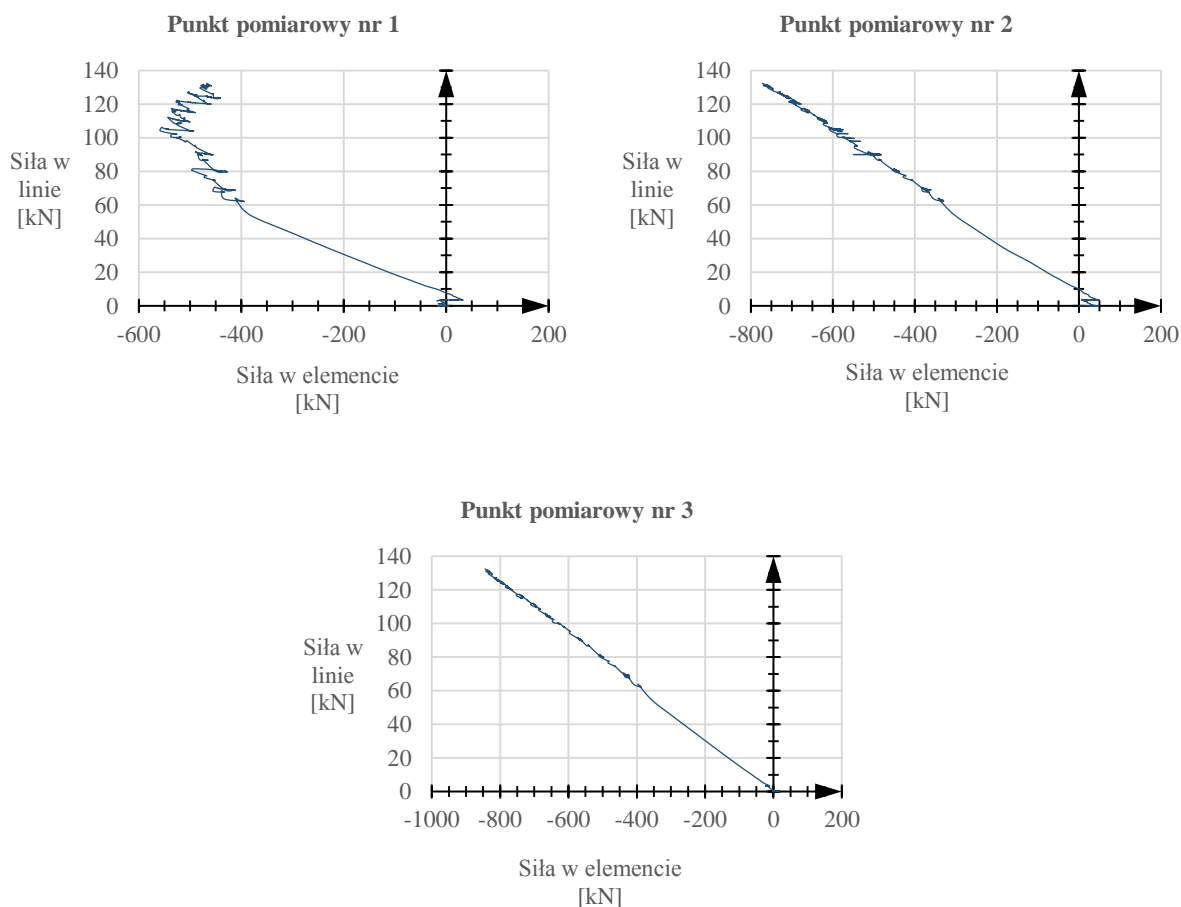 Punkt pomiarowy nr 1
140
120
100
80
60
40
20
0
Siła w
linie
[kN]
-600 -400 -200 0 200
Siła w elemencie
[kN]
Punkt pomiarowy nr 2
140
120
100
80
60
40
20
0
Siła w
linie
[kN]
-800 -600 -400 -200 0 200
Siła w elemencie
[kN]
Punkt pomiarowy nr 3
140
120
100
80
60
40
20
0
Siła w
linie
[kN]
-1000 -800 -600 -400 -200 0 200
Siła w elemencie
[kN]